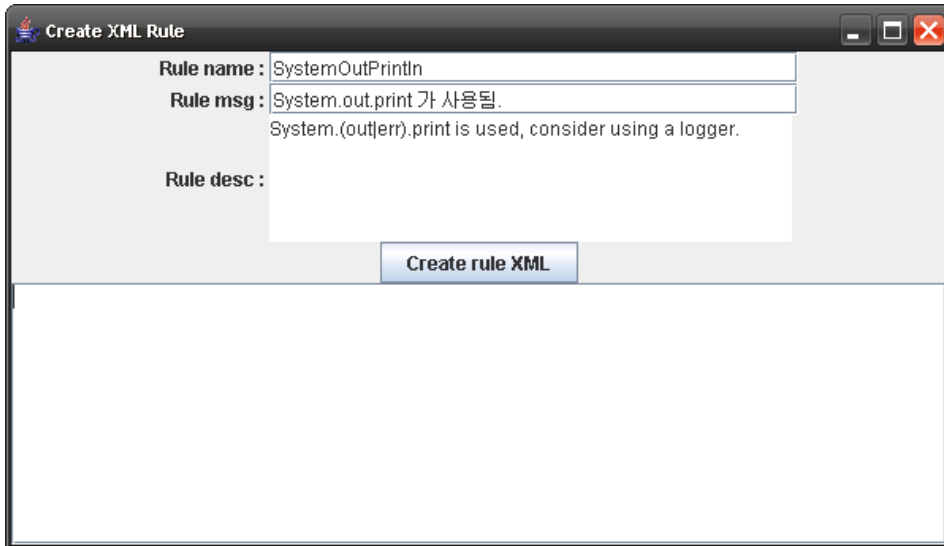 Create XML Rule
Rule name : SystemOutPrintln
Rule msg : System.out.print 가 사용됨.
System.(out|err).print is used, consider using a logger.
Rule desc :
Create rule XML